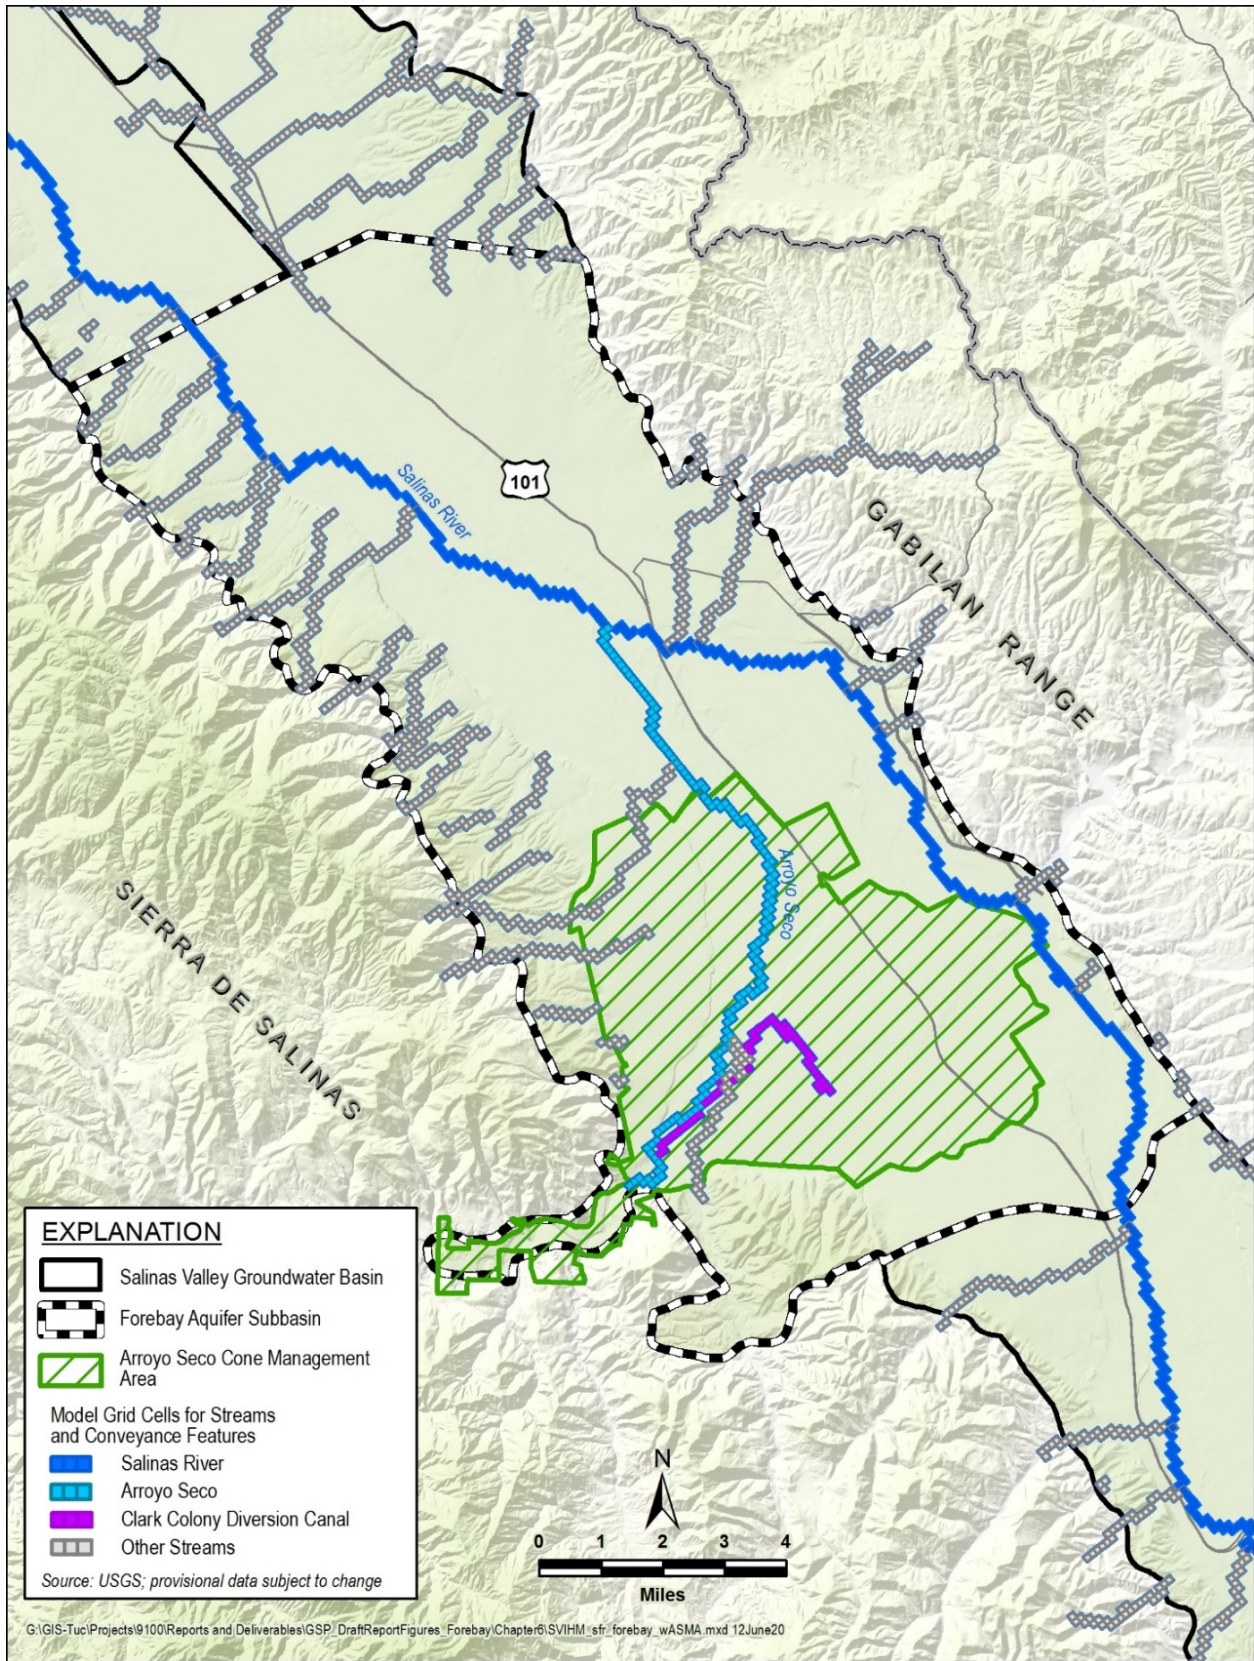 Salinas River
101
GABILAN RANGE
Arroyo Seco
SIERRA DE SALINAS
EXPLANATION
Salinas Valley Groundwater Basin
Forebay Aquifer Subbasin
Arroyo Seco Cone Management
Area
Model Grid Cells for Streams
and Conveyance Features
Salinas River
Arroyo Seco
Clark Colony Diversion Canal
Other Streams
Source: USGS; provisional data subject to change
N
0 1 2 3 4
Miles
G:\GIS-Tuc\Projects\9100\Reports and Deliverables\GSP_DraftReportFigures_Forebay\Chapter6\SVIHM_sfr_forebay_wASMA.mxd 12June20